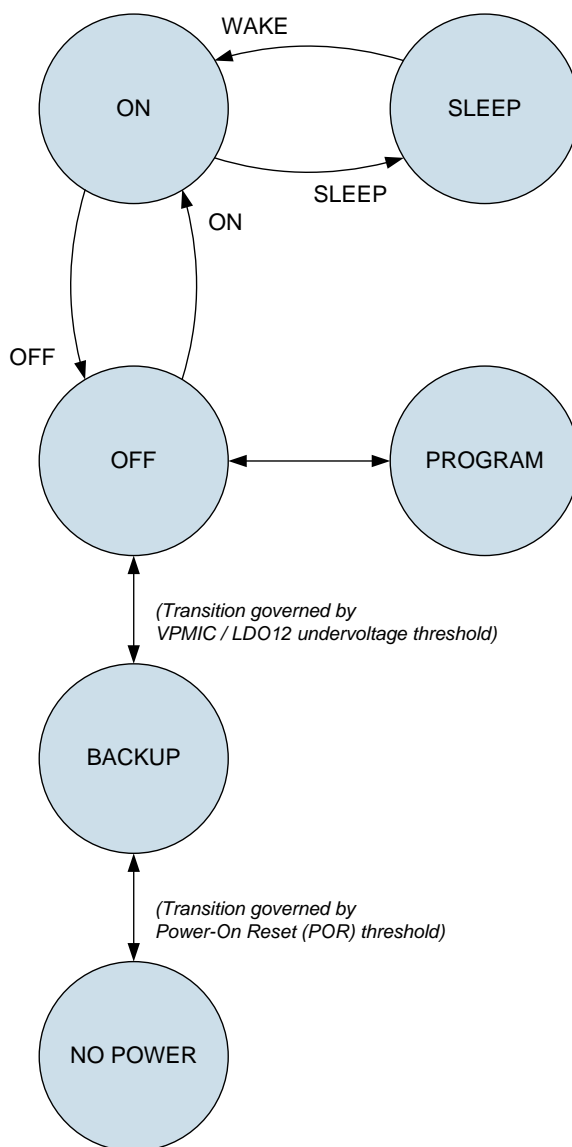 WAKE
ON
SLEEP
SLEEP
ON
OFF
OFF
PROGRAM
(Transition governed by
VPMIC / LDO12 undervoltage threshold)
BACKUP
(Transition governed by
Power-On Reset (POR) threshold)
NO POWER